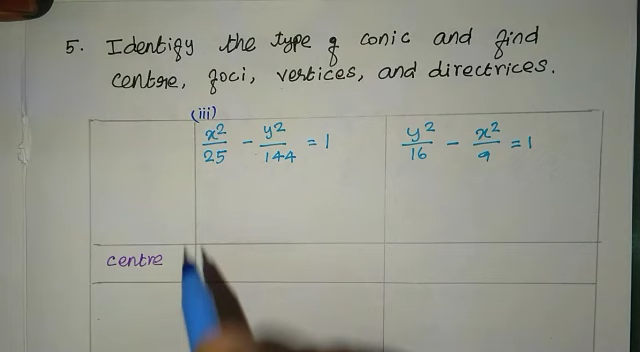 5. Identify the type of conic and find
centre, foci, vertices, and directrices.
(iii)
x²/25 - y²/144 = 1
y²/16 - x²/9 = 1
centre